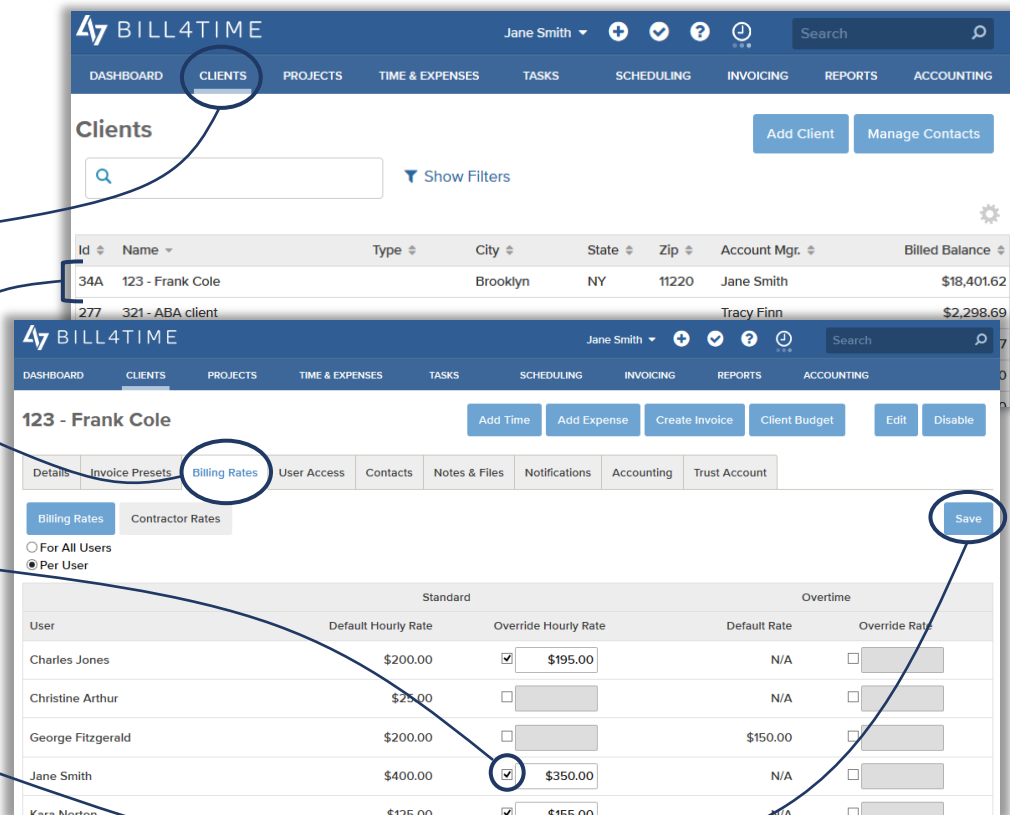 BILL4TIME Jane Smith Search
DASHBOARD CLIENTS PROJECTS TIME & EXPENSES TASKS SCHEDULING INVOICING REPORTS ACCOUNTING
Clients Add Client Manage Contacts
Show Filters
Id Name Type City State Zip Account Mgr. Billed Balance
34A 123 - Frank Cole Brooklyn NY 11220 Jane Smith $18,401.62
277 321 - ABA client Tracy Finn $2,298.69
BILL4TIME Jane Smith Search
DASHBOARD CLIENTS PROJECTS TIME & EXPENSES TASKS SCHEDULING INVOICING REPORTS ACCOUNTING
123 - Frank Cole Add Time Add Expense Create Invoice Client Budget Edit Disable
Details Invoice Presets Billing Rates User Access Contacts Notes & Files Notifications Accounting Trust Account
Billing Rates Contractor Rates Save
For All Users
Per User
Standard Overtime
User Default Hourly Rate Override Hourly Rate Default Rate Override Rate
Charles Jones $200.00 $195.00 N/A
Christine Arthur $25.00 N/A
George Fitzgerald $200.00 $150.00
Jane Smith $400.00 $350.00 N/A
Kara Norton $125.00 $155.00 N/A